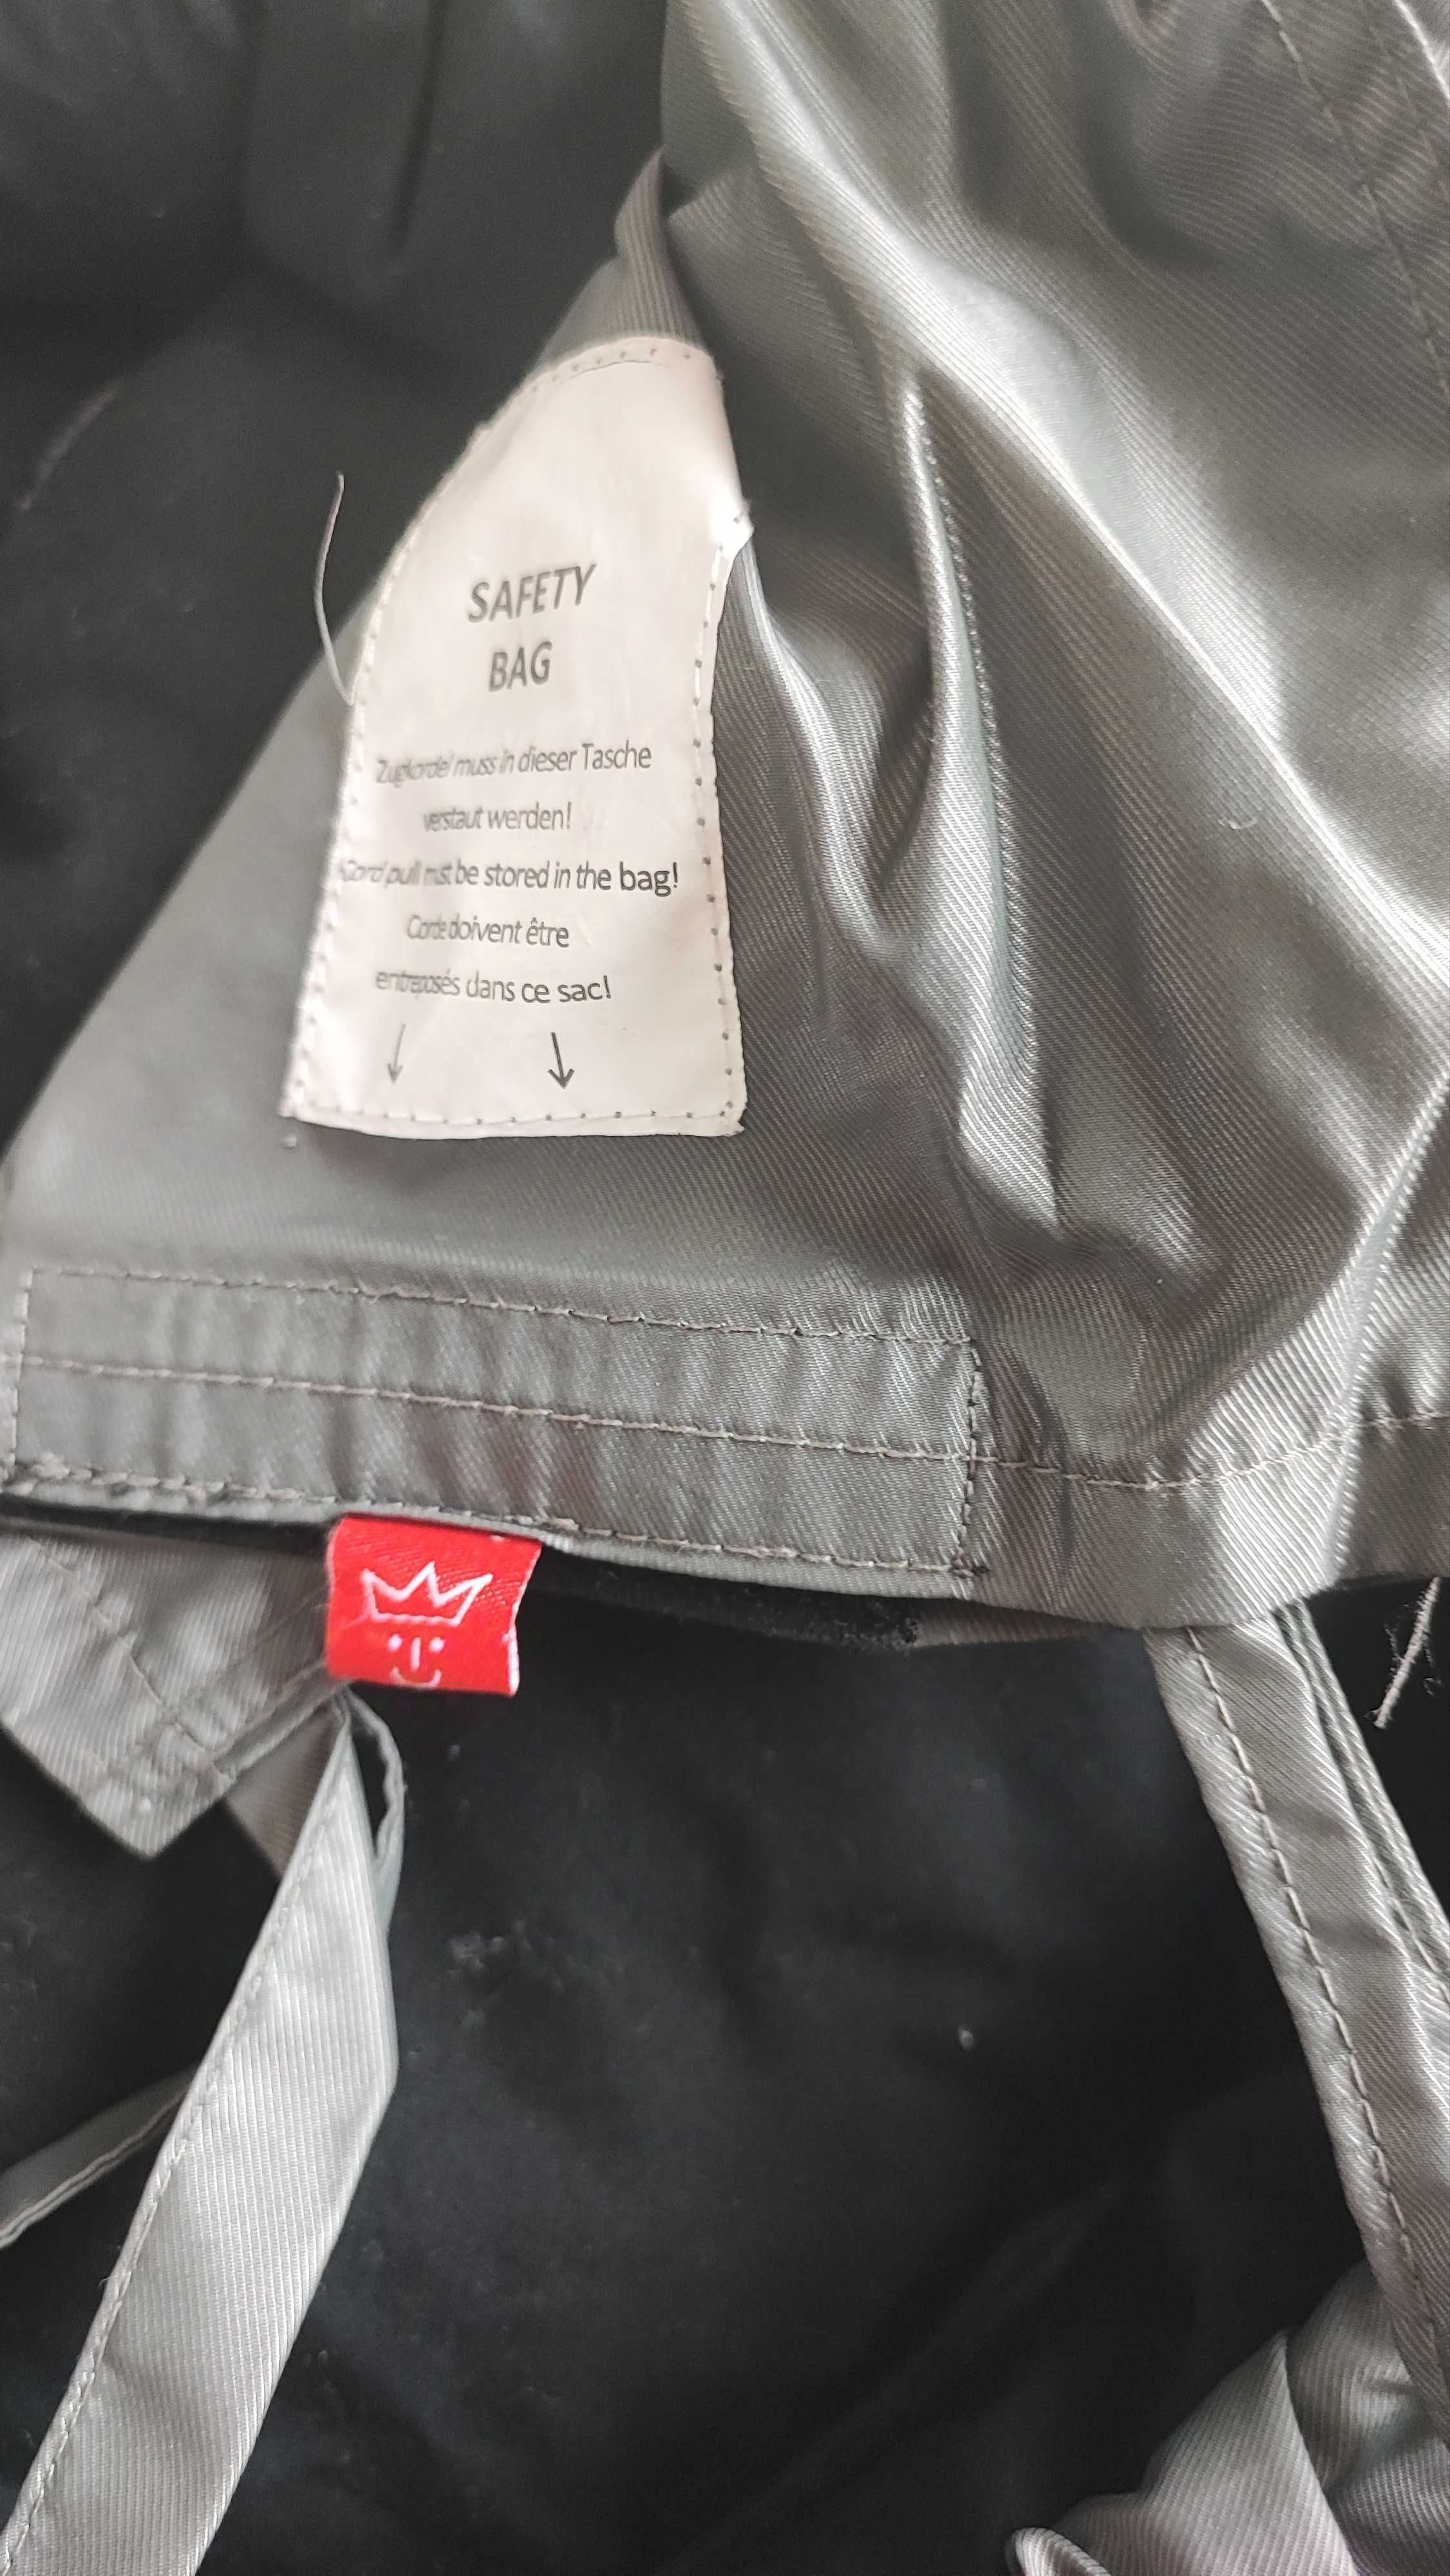 SAFETY
BAG
Zugkordel muss in dieser Tasche
verstaut werden!
Cord pull must be stored in the bag!
Corde doivent être
entreposés dans ce sac!